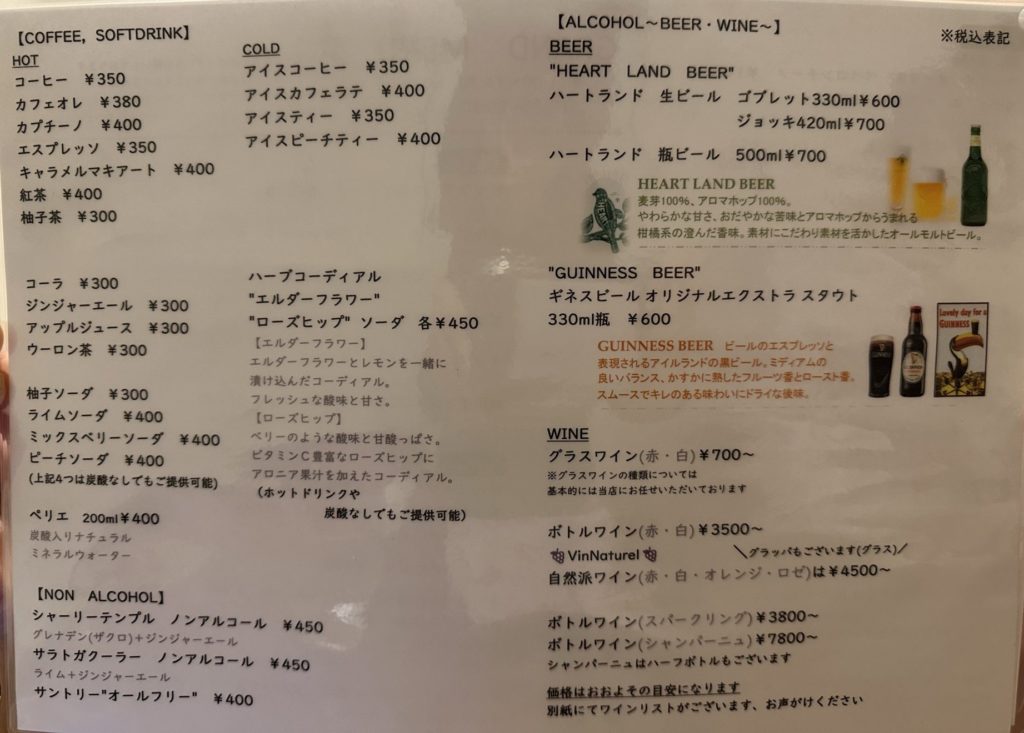 【COFFEE, SOFTDRINK】
HOT
コーヒー ¥350
カフェオレ ¥380
カプチーノ ¥400
エスプレッソ ¥350
キャラメルマキアート ¥400
紅茶 ¥400
柚子茶 ¥300
COLD
アイスコーヒー ¥350
アイスカフェラテ ¥400
アイスティー ¥350
アイスピーチティー ¥400
コーラ ¥300
ジンジャーエール ¥300
アップルジュース ¥300
ウーロン茶 ¥300
柚子ソーダ ¥300
ライムソーダ ¥400
ミックスベリーソーダ ¥400
ピーチソーダ ¥400
(上記4つは炭酸なしでもご提供可能)
ペリエ 200ml¥400
炭酸入りナチュラル
ミネラルウォーター
ハーブコーディアル
"エルダーフラワー"
"ローズヒップ" ソーダ 各¥450
【エルダーフラワー】
エルダーフラワーとレモンを一緒に
漬け込んだコーディアル。
フレッシュな酸味と甘さ。
【ローズヒップ】
ベリーのような酸味と甘酸っぱさ。
ビタミンC豊富なローズヒップに
アロニア果汁を加えたコーディアル。
(ホットドリンクや
炭酸なしでもご提供可能)
【NON ALCOHOL】
シャーリーテンプル ノンアルコール ¥450
グレナデン(ザクロ)+ジンジャーエール
サラトガクーラー ノンアルコール ¥450
ライム+ジンジャーエール
サントリー"オールフリー" ¥400
【ALCOHOL〜BEER・WINE〜】
※税込表記
BEER
"HEART LAND BEER"
ハートランド 生ビール ゴブレット330ml¥600
ジョッキ420ml¥700
ハートランド 瓶ビール 500ml¥700
HEART LAND BEER
麦芽100%、アロマホップ100%。
やわらかな甘さ、おだやかな苦味とアロマホップからうまれる
柑橘系の澄んだ香味。素材にこだわり素材を活かしたオールモルトビール。
"GUINNESS BEER"
ギネスビール オリジナルエクストラ スタウト
330ml瓶 ¥600
GUINNESS BEER ビールのエスプレッソと
表現されるアイルランドの黒ビール。ミディアムの
良いバランス、かすかに熟したフルーツ香とロースト香。
スムースでキレのある味わいにドライな後味。
Lovely day for a
GUINNESS
WINE
グラスワイン(赤・白)¥700〜
※グラスワインの種類については
基本的には当店にお任せいただいております
ボトルワイン(赤・白)¥3500〜
VinNaturel
\グラッパもございます(グラス)/
自然派ワイン(赤・白・オレンジ・ロゼ)は¥4500〜
ボトルワイン(スパークリング)¥3800〜
ボトルワイン(シャンパーニュ)¥7800〜
シャンパーニュはハーフボトルもございます
価格はおおよその目安になります
別紙にてワインリストがございます、お声がけください